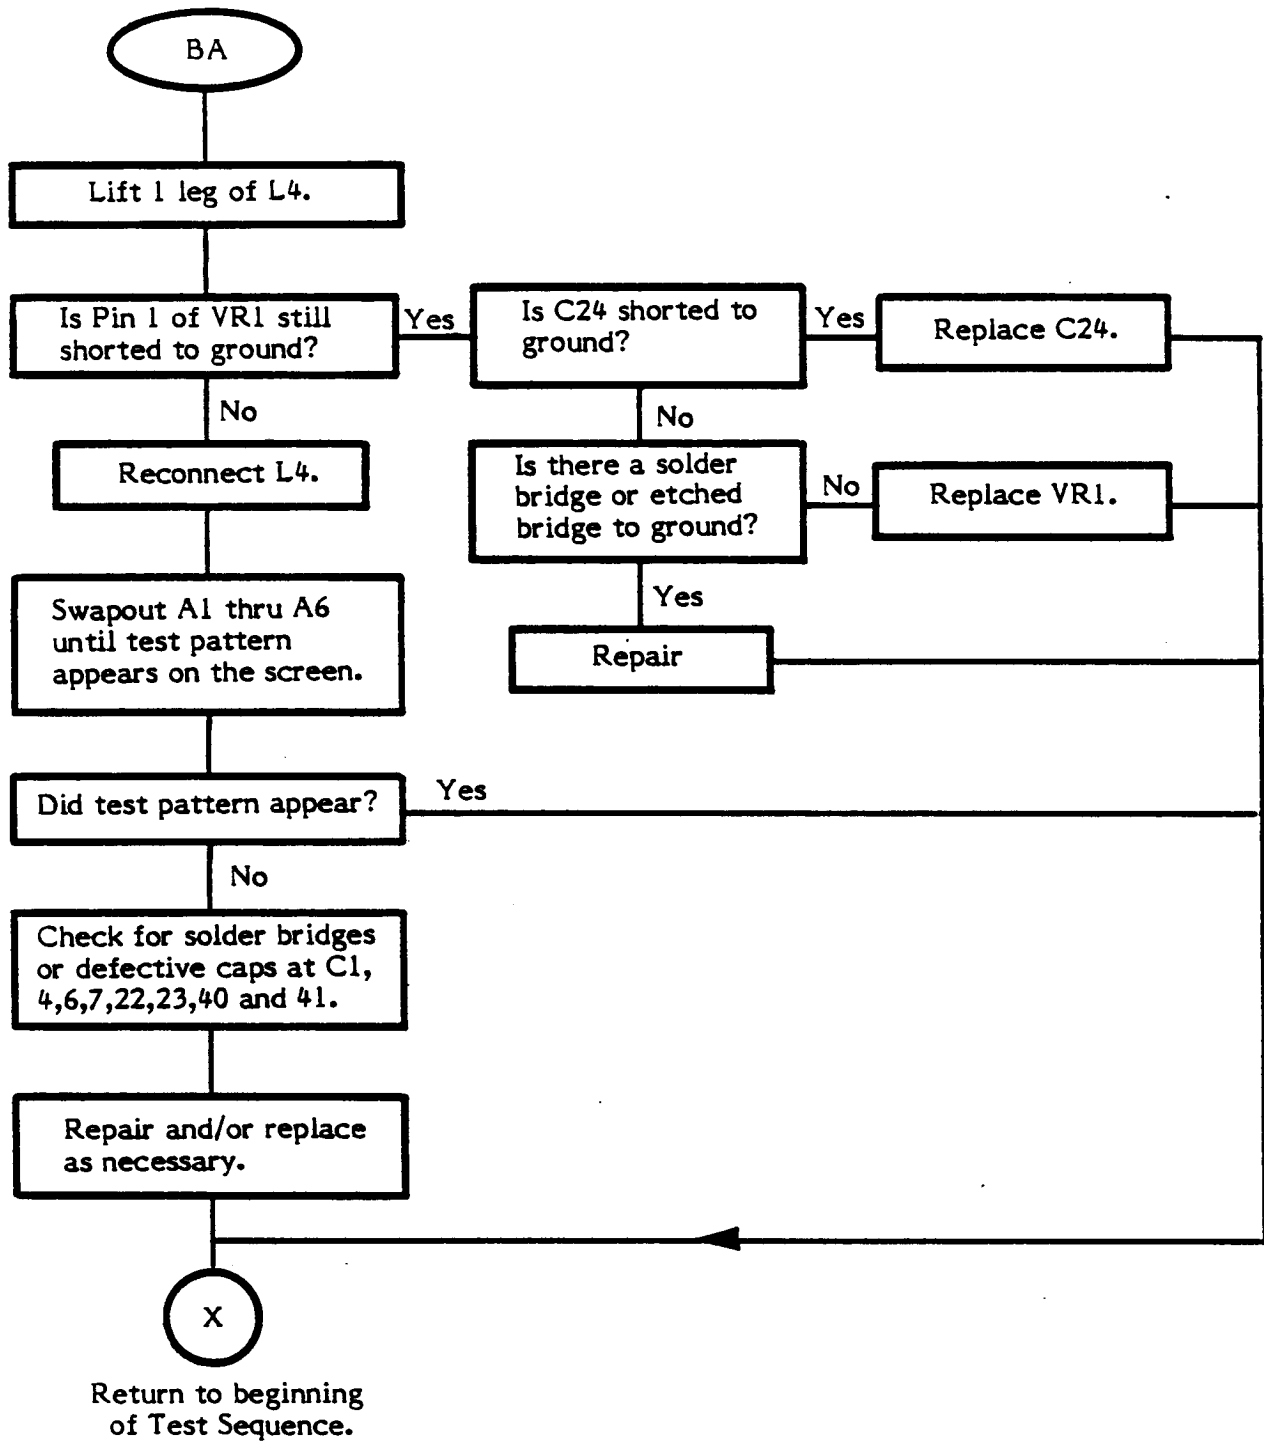 BA
Lift 1 leg of L4.
Is Pin 1 of VR1 still
shorted to ground?
Yes
Is C24 shorted to
ground?
Yes
Replace C24.
No
No
Reconnect L4.
Is there a solder
bridge or etched
bridge to ground?
No
Replace VR1.
Yes
Repair
Swapout A1 thru A6
until test pattern
appears on the screen.
Did test pattern appear?
Yes
No
Check for solder bridges
or defective caps at C1,
4,6,7,22,23,40 and 41.
Repair and/or replace
as necessary.
X
Return to beginning
of Test Sequence.